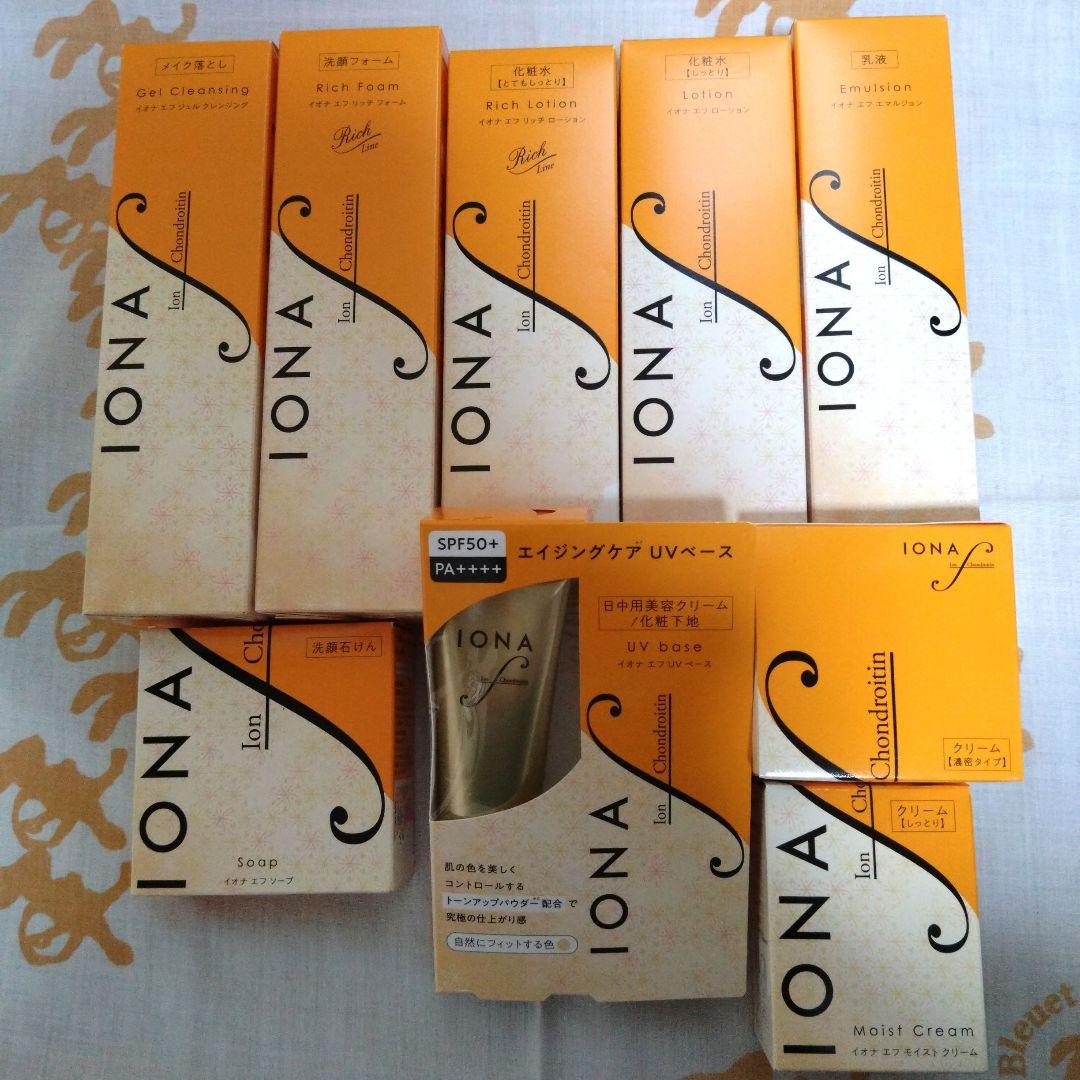 メイク落とし
Gel Cleansing
イオナ エフ ジェル クレンジング
Ion Chondroitin
IONA
洗顔フォーム
Rich Foam
イオナ エフ リッチ フォーム
Rich
Line
Ion Chondroitin
IONA
化粧水
【とてもしっとり】
Rich Lotion
イオナ エフ リッチ ローション
Rich
Line
Ion Chondroitin
IONA
化粧水
【しっとり】
Lotion
イオナ エフ ローション
Ion Chondroitin
IONA
乳液
Emulsion
イオナ エフ エマルジョン
Ion Chondroitin
IONA
洗顔石けん
Ion Cho
IONA
Soap
イオナ エフ ソープ
SPF50+
PA++++
エイジングケア UVベース
日中用美容クリーム
/化粧下地
UV base
イオナ エフ UV ベース
IONA
Ion Chondroitin
Ion Chondroitin
IONA
肌の色を美しく
コントロールする
トーンアップパウダー配合 で
究極の仕上がり感
自然にフィットする色
IONA
Ion Chondroitin
Chondroitin
クリーム
【濃密タイプ】
クリーム
【しっとり】
Ion Cho
IONA
Moist Cream
イオナ エフ モイスト クリーム
Bleuet